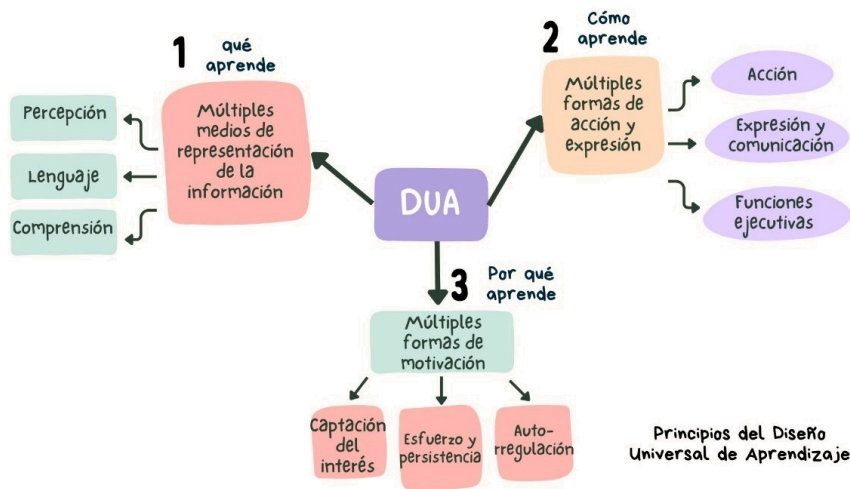 1
qué
aprende
Múltiples
medios de
representación
de la
información
Percepción
Lenguaje
Comprensión
DUA
2
Cómo
aprende
Múltiples
formas de
acción y
expresión
Acción
Expresión y
comunicación
Funciones
ejecutivas
3
Por qué
aprende
Múltiples
formas de
motivación
Captación
del
interés
Esfuerzo y
persistencia
Auto-
rregulación
Principios del Diseño
Universal de Aprendizaje